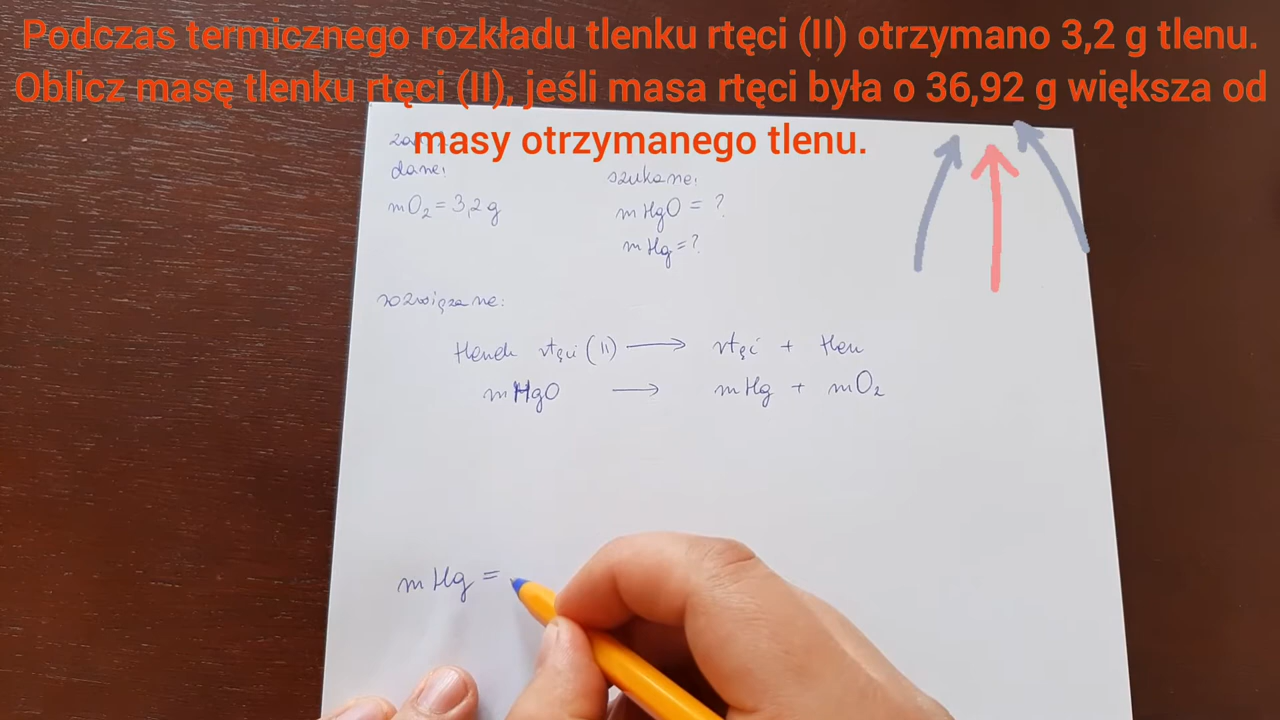 Podczas termicznego rozkładu tlenku rtęci (II) otrzymano 3,2 g tlenu.
Oblicz masę tlenku rtęci (II), jeśli masa rtęci była o 36,92 g większa od
masy otrzymanego tlenu.
dane:
szukane:
mO₂ = 3,2 g
mHgO = ?
mHg = ?
rozwiązanie:
tlenek rtęci (II) → rtęć + tlen
mHgO → mHg + mO₂
mHg =